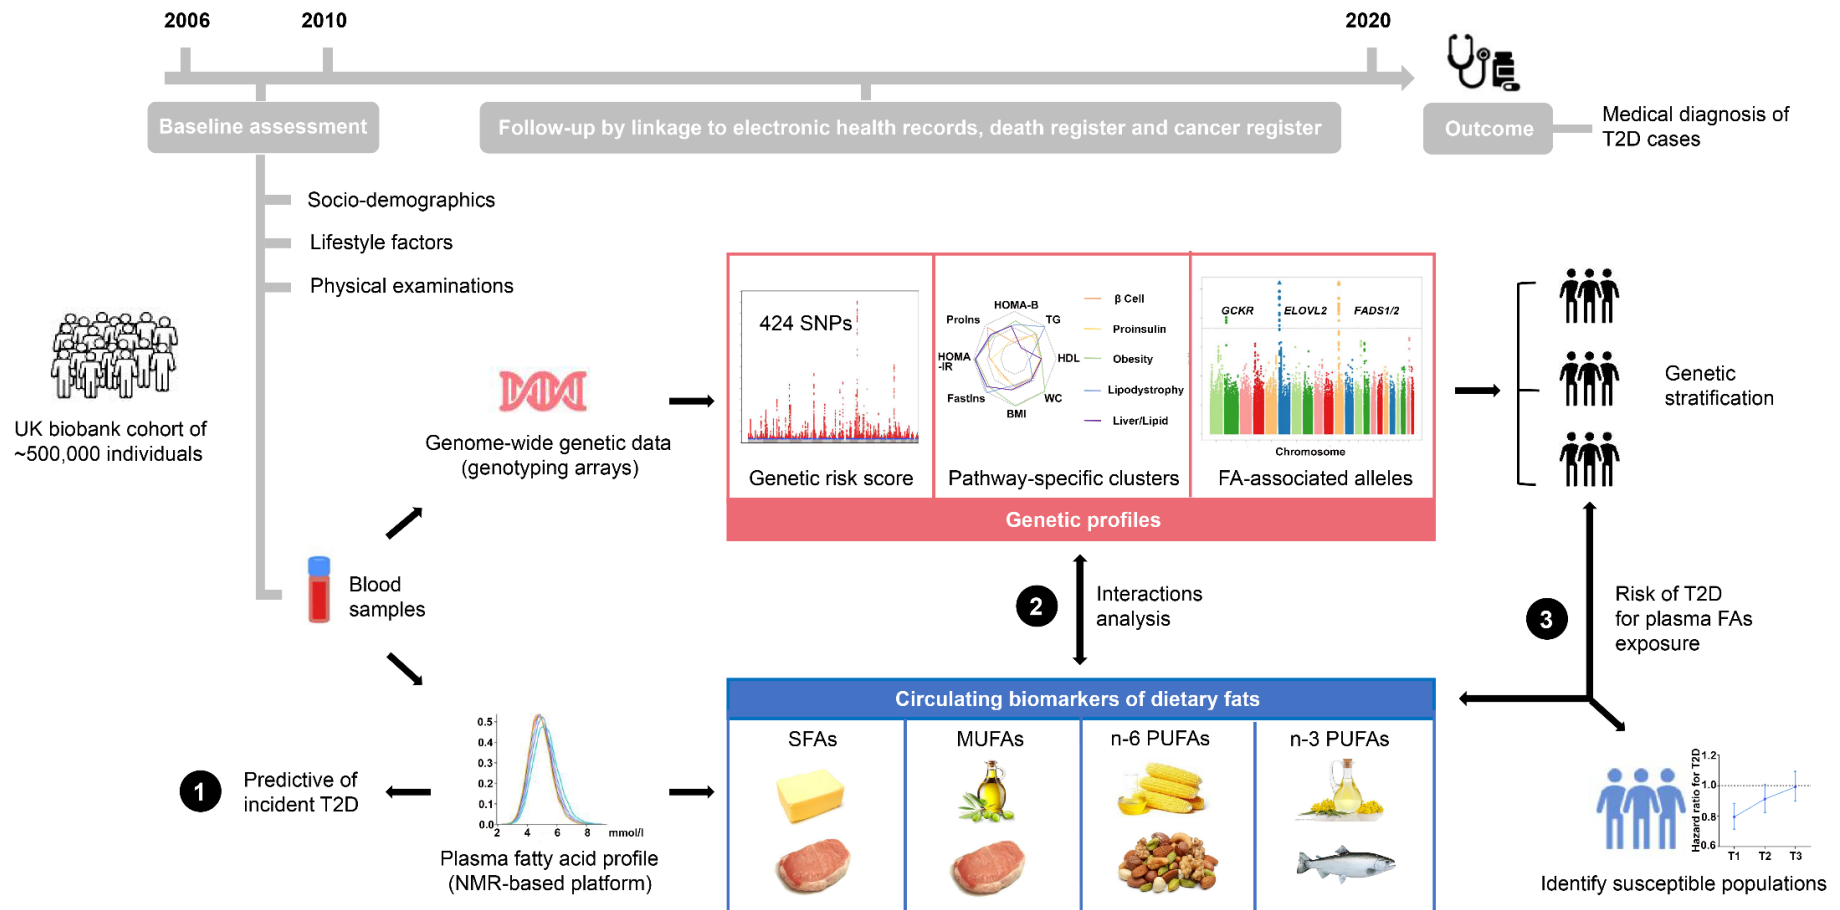 2006
2010
2020
Baseline assessment
Follow-up by linkage to electronic health records, death register and cancer register
Outcome
Medical diagnosis of
T2D cases
Socio-demographics
Lifestyle factors
Physical examinations
UK biobank cohort of
~500,000 individuals
Genome-wide genetic data
(genotyping arrays)
424 SNPs
Genetic risk score
HOMA-B
TG
HDL
WC
BMI
FastIns
HOMA
-IR
ProIns
β Cell
Proinsulin
Obesity
Lipodystrophy
Liver/Lipid
Pathway-specific clusters
GCKR
ELOVL2
FADS1/2
Chromosome
FA-associated alleles
Genetic profiles
Genetic
stratification
Blood
samples
2
Interactions
analysis
3
Risk of T2D
for plasma FAs
exposure
1
Predictive of
incident T2D
0.5
0.4
0.3
0.2
0.1
0.0
2
4
6
8
mmol/l
Plasma fatty acid profile
(NMR-based platform)
Circulating biomarkers of dietary fats
SFAs
MUFAs
n-6 PUFAs
n-3 PUFAs
Hazard ratio for T2D
1.2
1.0
0.8
0.6
T1
T2
T3
Identify susceptible populations